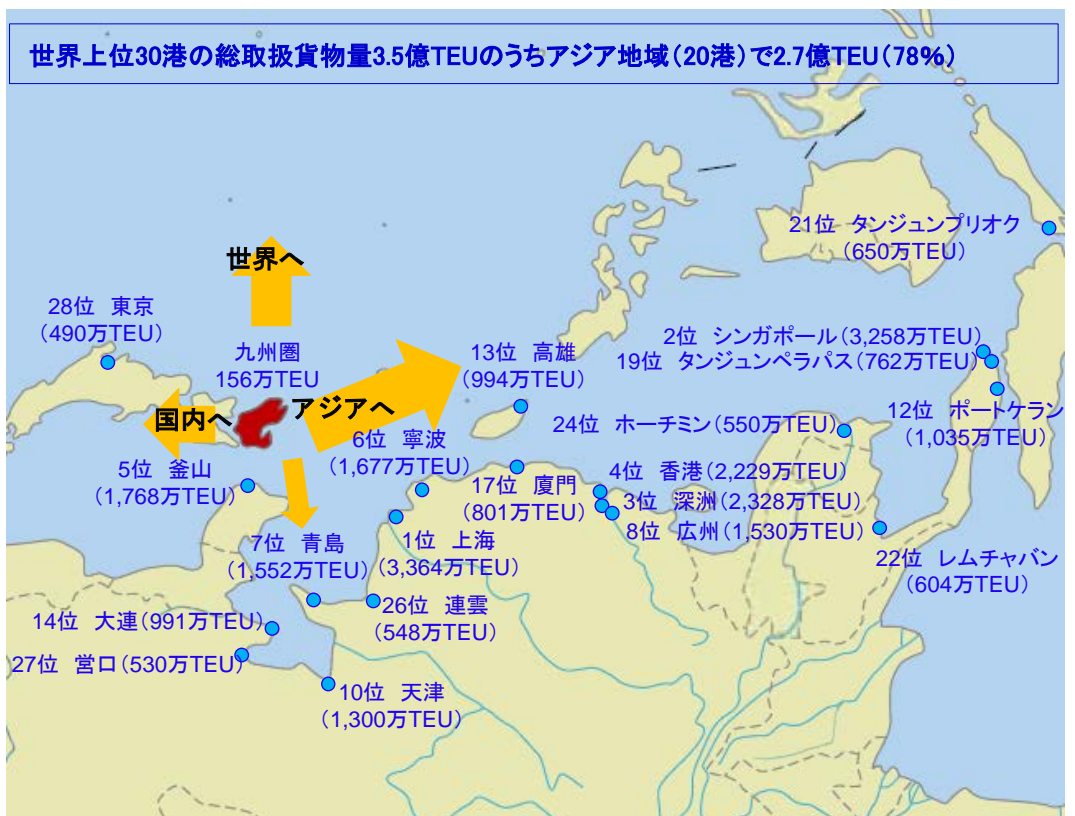 世界上位30港の総取扱貨物量3.5億TEUのうちアジア地域(20港)で2.7億TEU(78%)
21位 タンジュンプリオク
(650万TEU)
世界へ
28位 東京
(490万TEU)
九州圏
156万TEU
13位 高雄
(994万TEU)
2位 シンガポール(3,258万TEU)
19位 タンジュンペラパス(762万TEU)
国内へ
アジアへ
12位 ポートケラン
(1,035万TEU)
24位 ホーチミン(550万TEU)
6位 寧波
(1,677万TEU)
5位 釜山
(1,768万TEU)
17位 廈門
(801万TEU)
4位 香港(2,229万TEU)
3位 深洲(2,328万TEU)
8位 広州(1,530万TEU)
7位 青島
(1,552万TEU)
1位 上海
(3,364万TEU)
22位 レムチャバン
(604万TEU)
26位 連雲
(548万TEU)
14位 大連(991万TEU)
27位 営口(530万TEU)
10位 天津
(1,300万TEU)